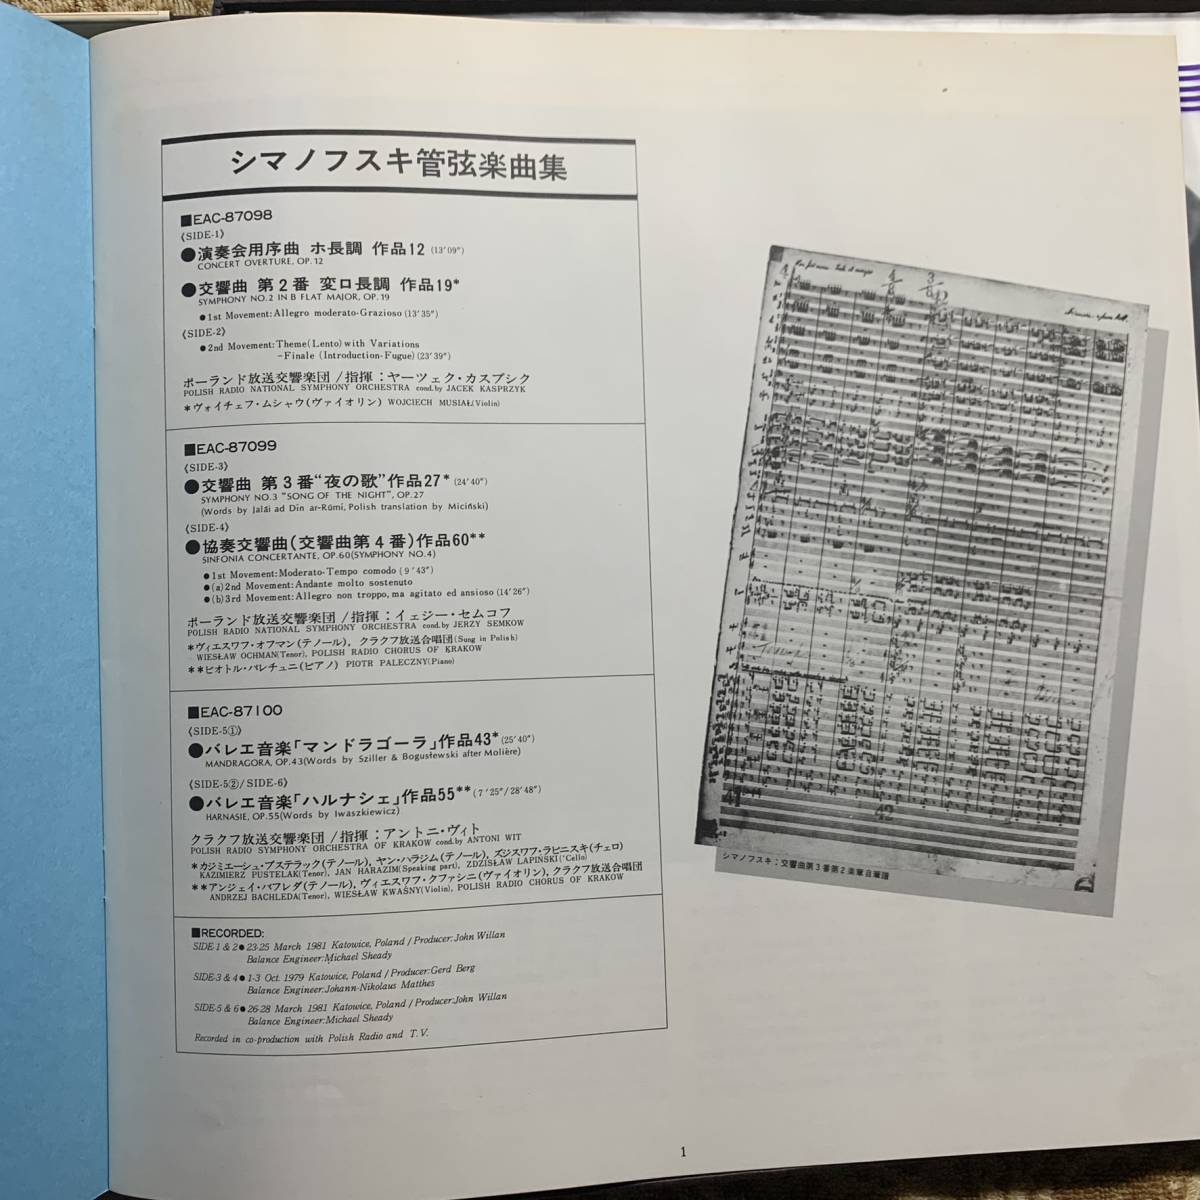 シマノフスキ管弦楽曲集
■EAC-87098
《SIDE-1》
●演奏会用序曲 ホ長調 作品12 (13′09″)
CONCERT OVERTURE, OP.12
●交響曲 第2番 変ロ長調 作品19*
SYMPHONY NO.2 IN B FLAT MAJOR, OP.19
●1st Movement:Allegro moderato-Grazioso (13′35″)
《SIDE-2》
●2nd Movement:Theme(Lento) with Variations
-Finale (Introduction-Fugue) (23′39″)
ポーランド放送交響楽団/指揮:ヤーツェク・カスプシク
POLISH RADIO NATIONAL SYMPHONY ORCHESTRA cond.by JACEK KASPRZYK
*ヴォイチェフ・ムシャウ(ヴァイオリン) WOJCIECH MUSIAŁ(Violin)
■EAC-87099
《SIDE-3》
●交響曲 第3番“夜の歌”作品27* (24′40″)
SYMPHONY NO.3 "SONG OF THE NIGHT", OP.27
(Words by Jalái ad Din ar-Rūmi, Polish translation by Miciński)
《SIDE-4》
●協奏交響曲(交響曲第4番)作品60**
SINFONIA CONCERTANTE, OP.60(SYMPHONY NO.4)
●1st Movement:Moderato-Tempo comodo (9′43″)
●(a)2nd Movement:Andante molto sostenuto
●(b)3rd Movement:Allegro non troppo, ma agitato ed ansioso (14′26″)
ポーランド放送交響楽団/指揮:イェジー・セムコフ
POLISH RADIO NATIONAL SYMPHONY ORCHESTRA cond.by JERZY SEMKOW
*ヴィエスワフ・オフマン(テノール), クラクフ放送合唱団(Sung in Polish)
WIESŁAW OCHMAN(Tenor), POLISH RADIO CHORUS OF KRAKOW
**ピオトル・パレチュニ(ピアノ) PIOTR PALECZNY(Piano)
■EAC-87100
《SIDE-5①》
●バレエ音楽「マンドラゴーラ」作品43* (25′40″)
MANDRAGORA, OP.43(Words by Sziller & Bogusłewski after Molière)
《SIDE-5②/SIDE-6》
●バレエ音楽「ハルナシェ」作品55** (7′25″/28′48″)
HARNASIE, OP.55(Words by Iwaszkiewicz)
クラクフ放送交響楽団/指揮:アントニ・ヴィト
POLISH RADIO SYMPHONY ORCHESTRA OF KRAKOW cond.by ANTONI WIT
*カジミエーシュ・プステラック(テノール), ヤン・ハラジム(テノール), ズジスワフ・ラピニスキ(チェロ)
KAZIMIERZ PUSTELAK(Tenor), JAN HARAZIM(Speaking part), ZDZISŁAW ŁAPIŃSKI('Cello)
**アンジェイ・バフレダ(テノール), ヴィエスワフ・クファシニ(ヴァイオリン), クラクフ放送合唱団
ANDRZEJ BACHLEDA(Tenor), WIESŁAW KWAŚNY(Violin), POLISH RADIO CHORUS OF KRAKOW
■RECORDED:
SIDE-1 & 2●23-25 March 1981 Katowice, Poland / Producer:John Willan
Balance Engineer:Michael Sheady
SIDE-3 & 4●1-3 Oct. 1979 Katowice, Poland / Producer:Gerd Berg
Balance Engineer:Johann-Nikolaus Matthes
SIDE-5 & 6●26-28 March 1981 Katowice, Poland / Producer:John Willan
Balance Engineer:Michael Sheady
Recorded in co-production with Polish Radio and T.V.
42
シマノフスキ:交響曲第3番第2楽章自筆譜
1